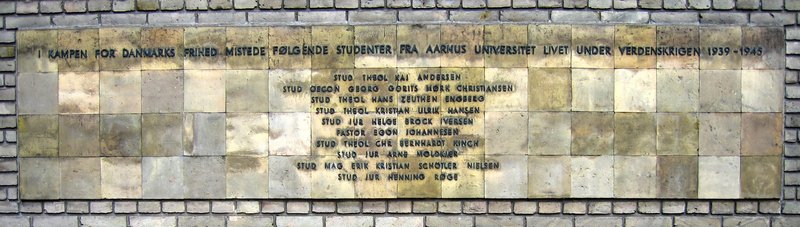 I KAMPEN FOR DANMARKS FRIHED MISTEDE FØLGENDE STUDENTER FRA AARHUS UNIVERSITET LIVET UNDER VERDENSKRIGEN 1939-1945
STUD THEOL KAI ANDERSEN
STUD OECON GEORG GORITS MØRK CHRISTIANSEN
STUD THEOL HANS ZEUTHEN ENGBERG
STUD THEOL KRISTIAN ULRIK HANSEN
STUD JUR HELGE BROCK IVERSEN
PASTOR EGON JOHANNESEN
STUD THEOL CHR BERNHARDT KINCH
STUD JUR ARNE MOLDKJER
STUD MAG ERIK KRISTIAN SCHØTLER NIELSEN
STUD JUR HENNING RØGE